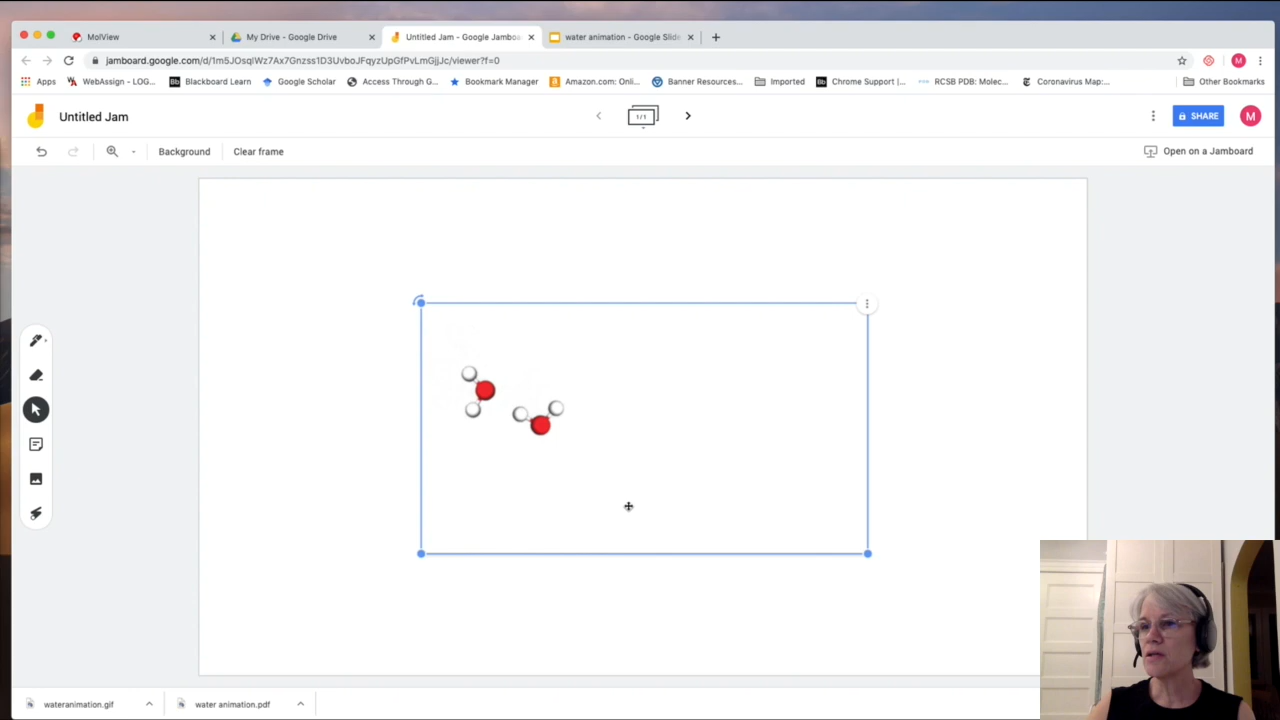 MolView
My Drive - Google Drive
Untitled Jam - Google Jamboa
water animation - Google Slide
jamboard.google.com/d/1m5JOsqlWz7Ax7Gnzss1D3UvboJFqyzUpGfPvLmGjjJc/viewer?f=0
M
Apps
WebAssign - LOG...
Bb
Blackboard Learn
Google Scholar
Access Through G...
Bookmark Manager
Amazon.com: Onli...
Banner Resources...
Imported
Bb
Chrome Support |...
RCSB PDB: Molec...
Coronavirus Map:...
Other Bookmarks
Untitled Jam
1/1
SHARE
M
Background
Clear frame
Open on a Jamboard
wateranimation.gif
water animation.pdf